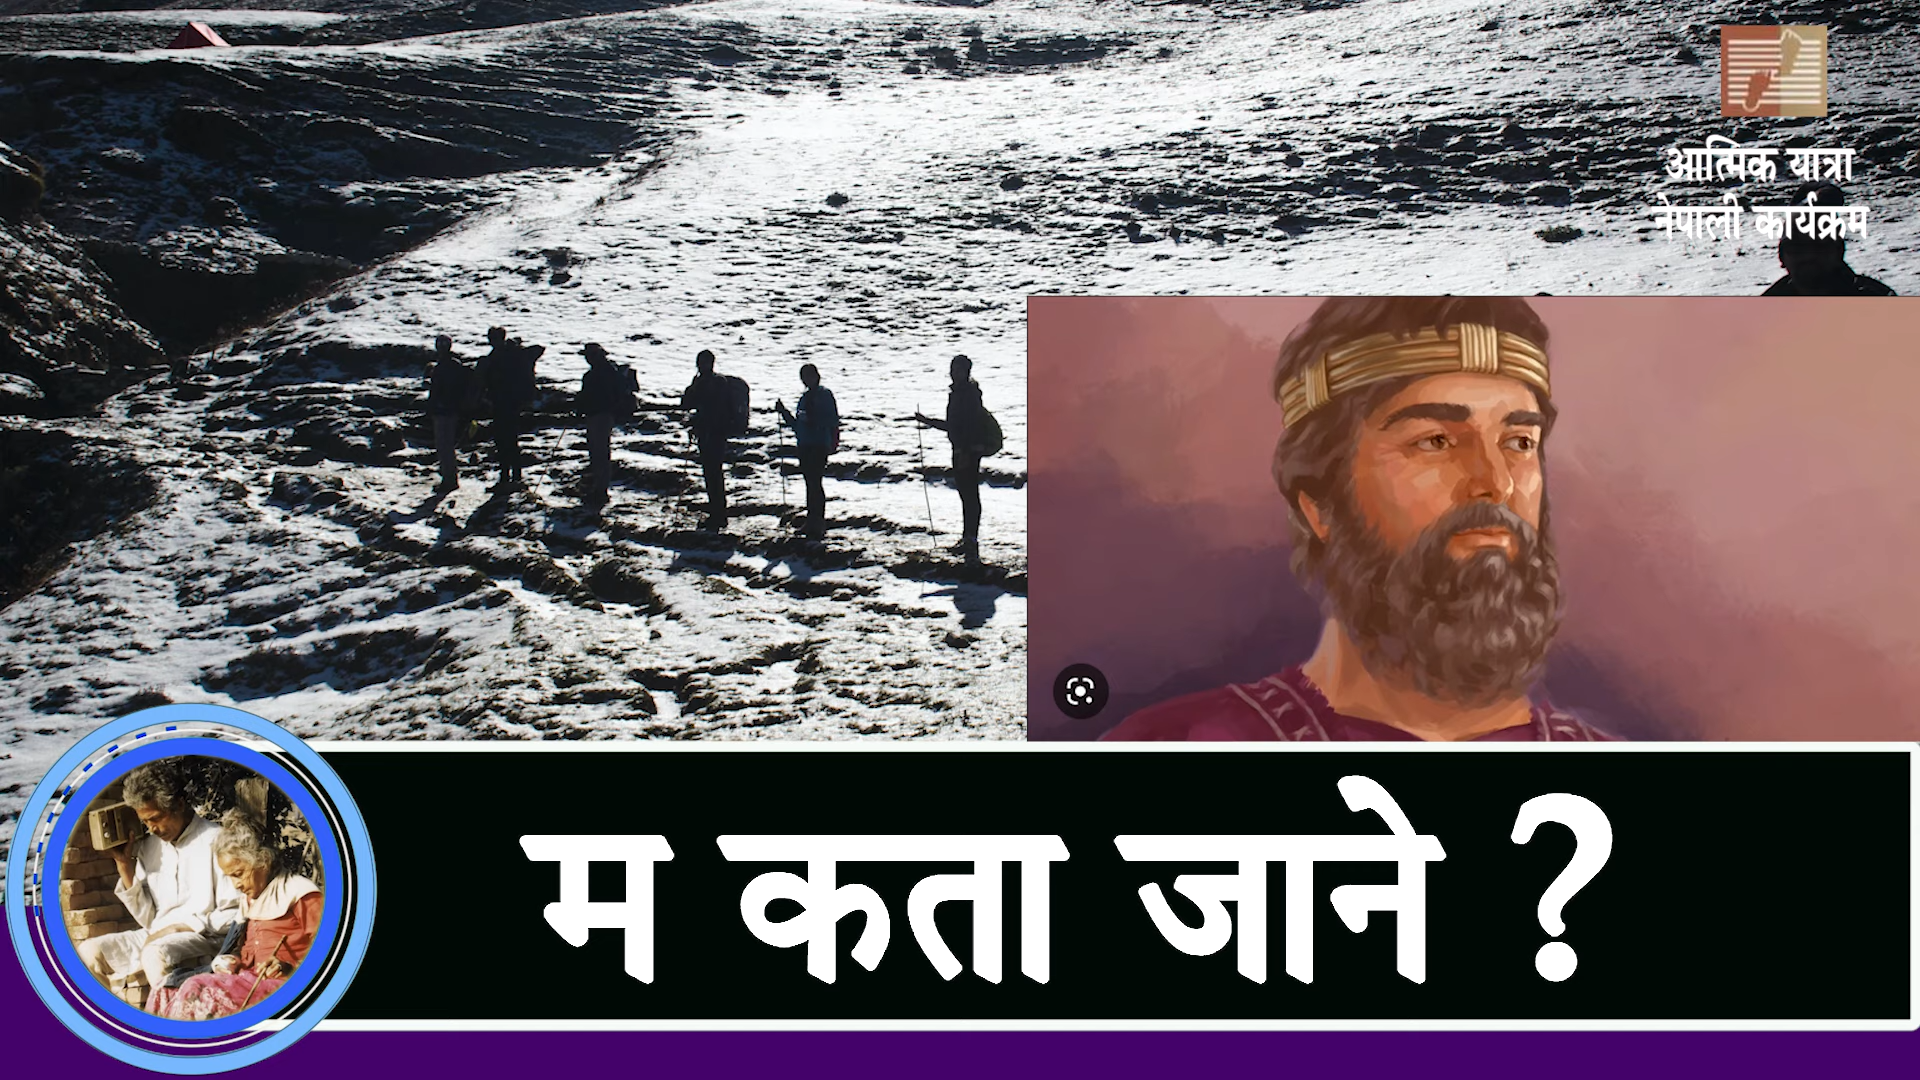 आत्मिक यात्रा
नेपाली कार्यक्रम
म कता जाने ?